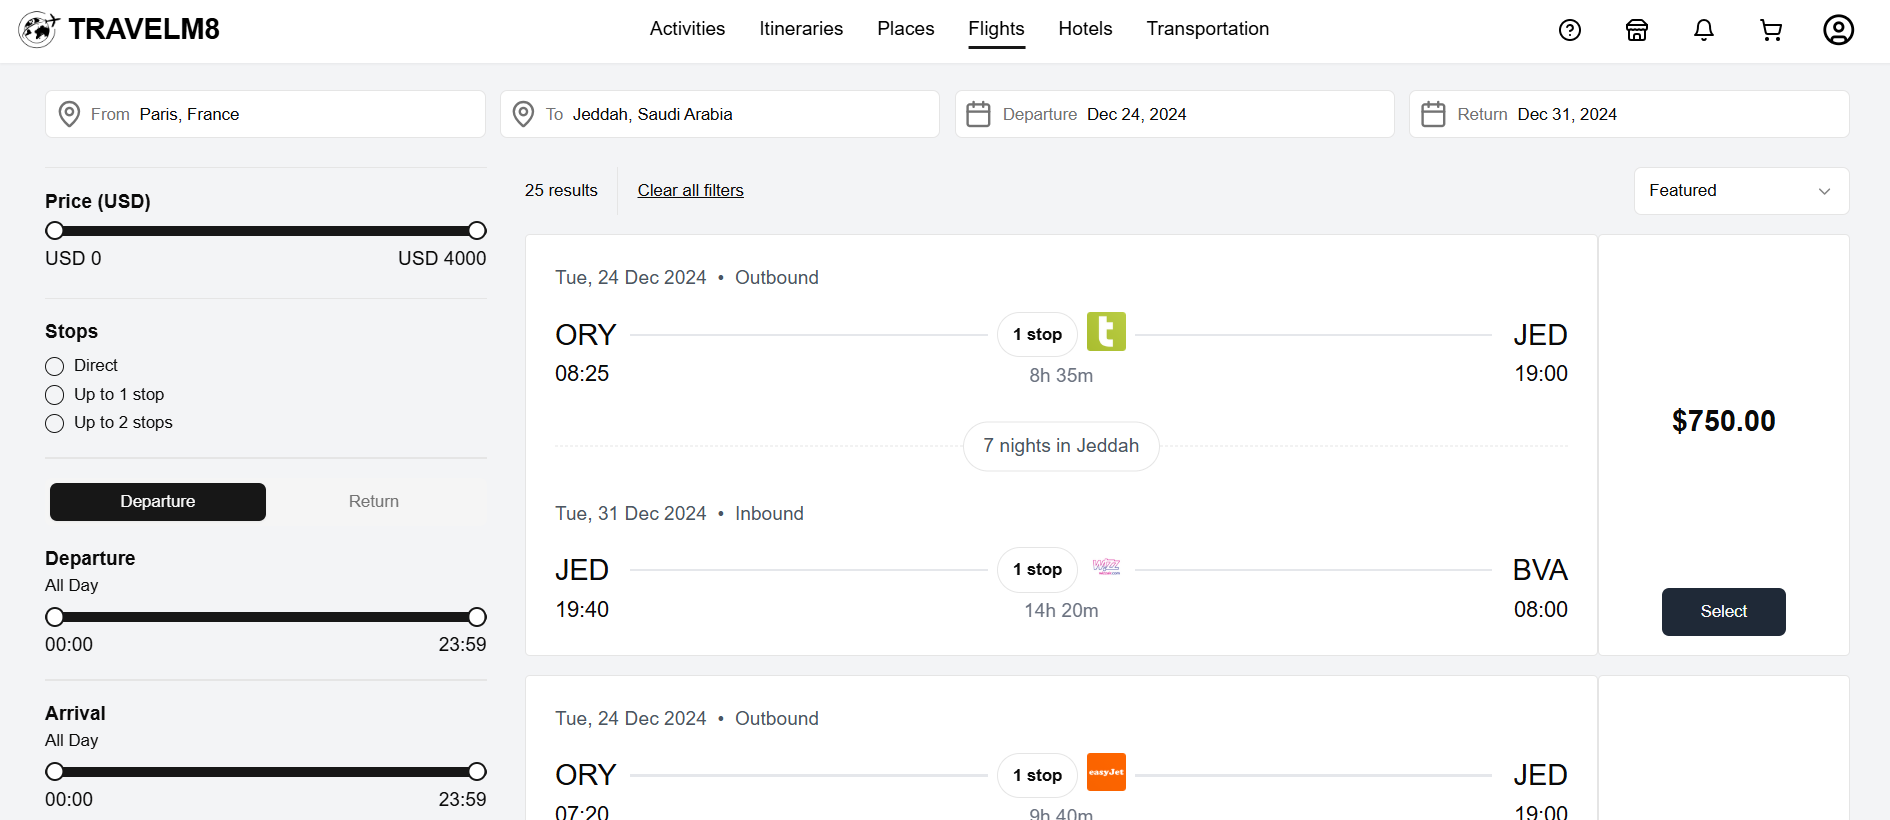 TRAVELM8
Activities Itineraries Places Flights Hotels Transportation
From Paris, France
To Jeddah, Saudi Arabia
Departure Dec 24, 2024
Return Dec 31, 2024
Price (USD)
USD 0 USD 4000
Stops
Direct
Up to 1 stop
Up to 2 stops
Departure Return
Departure
All Day
00:00 23:59
Arrival
All Day
00:00 23:59
25 results Clear all filters
Featured
Tue, 24 Dec 2024 • Outbound
ORY 1 stop t JED
08:25 8h 35m 19:00
7 nights in Jeddah
Tue, 31 Dec 2024 • Inbound
JED 1 stop WIZZ BVA
19:40 14h 20m 08:00
$750.00
Select
Tue, 24 Dec 2024 • Outbound
ORY 1 stop easyJet JED
07:20 9h 40m 19:00